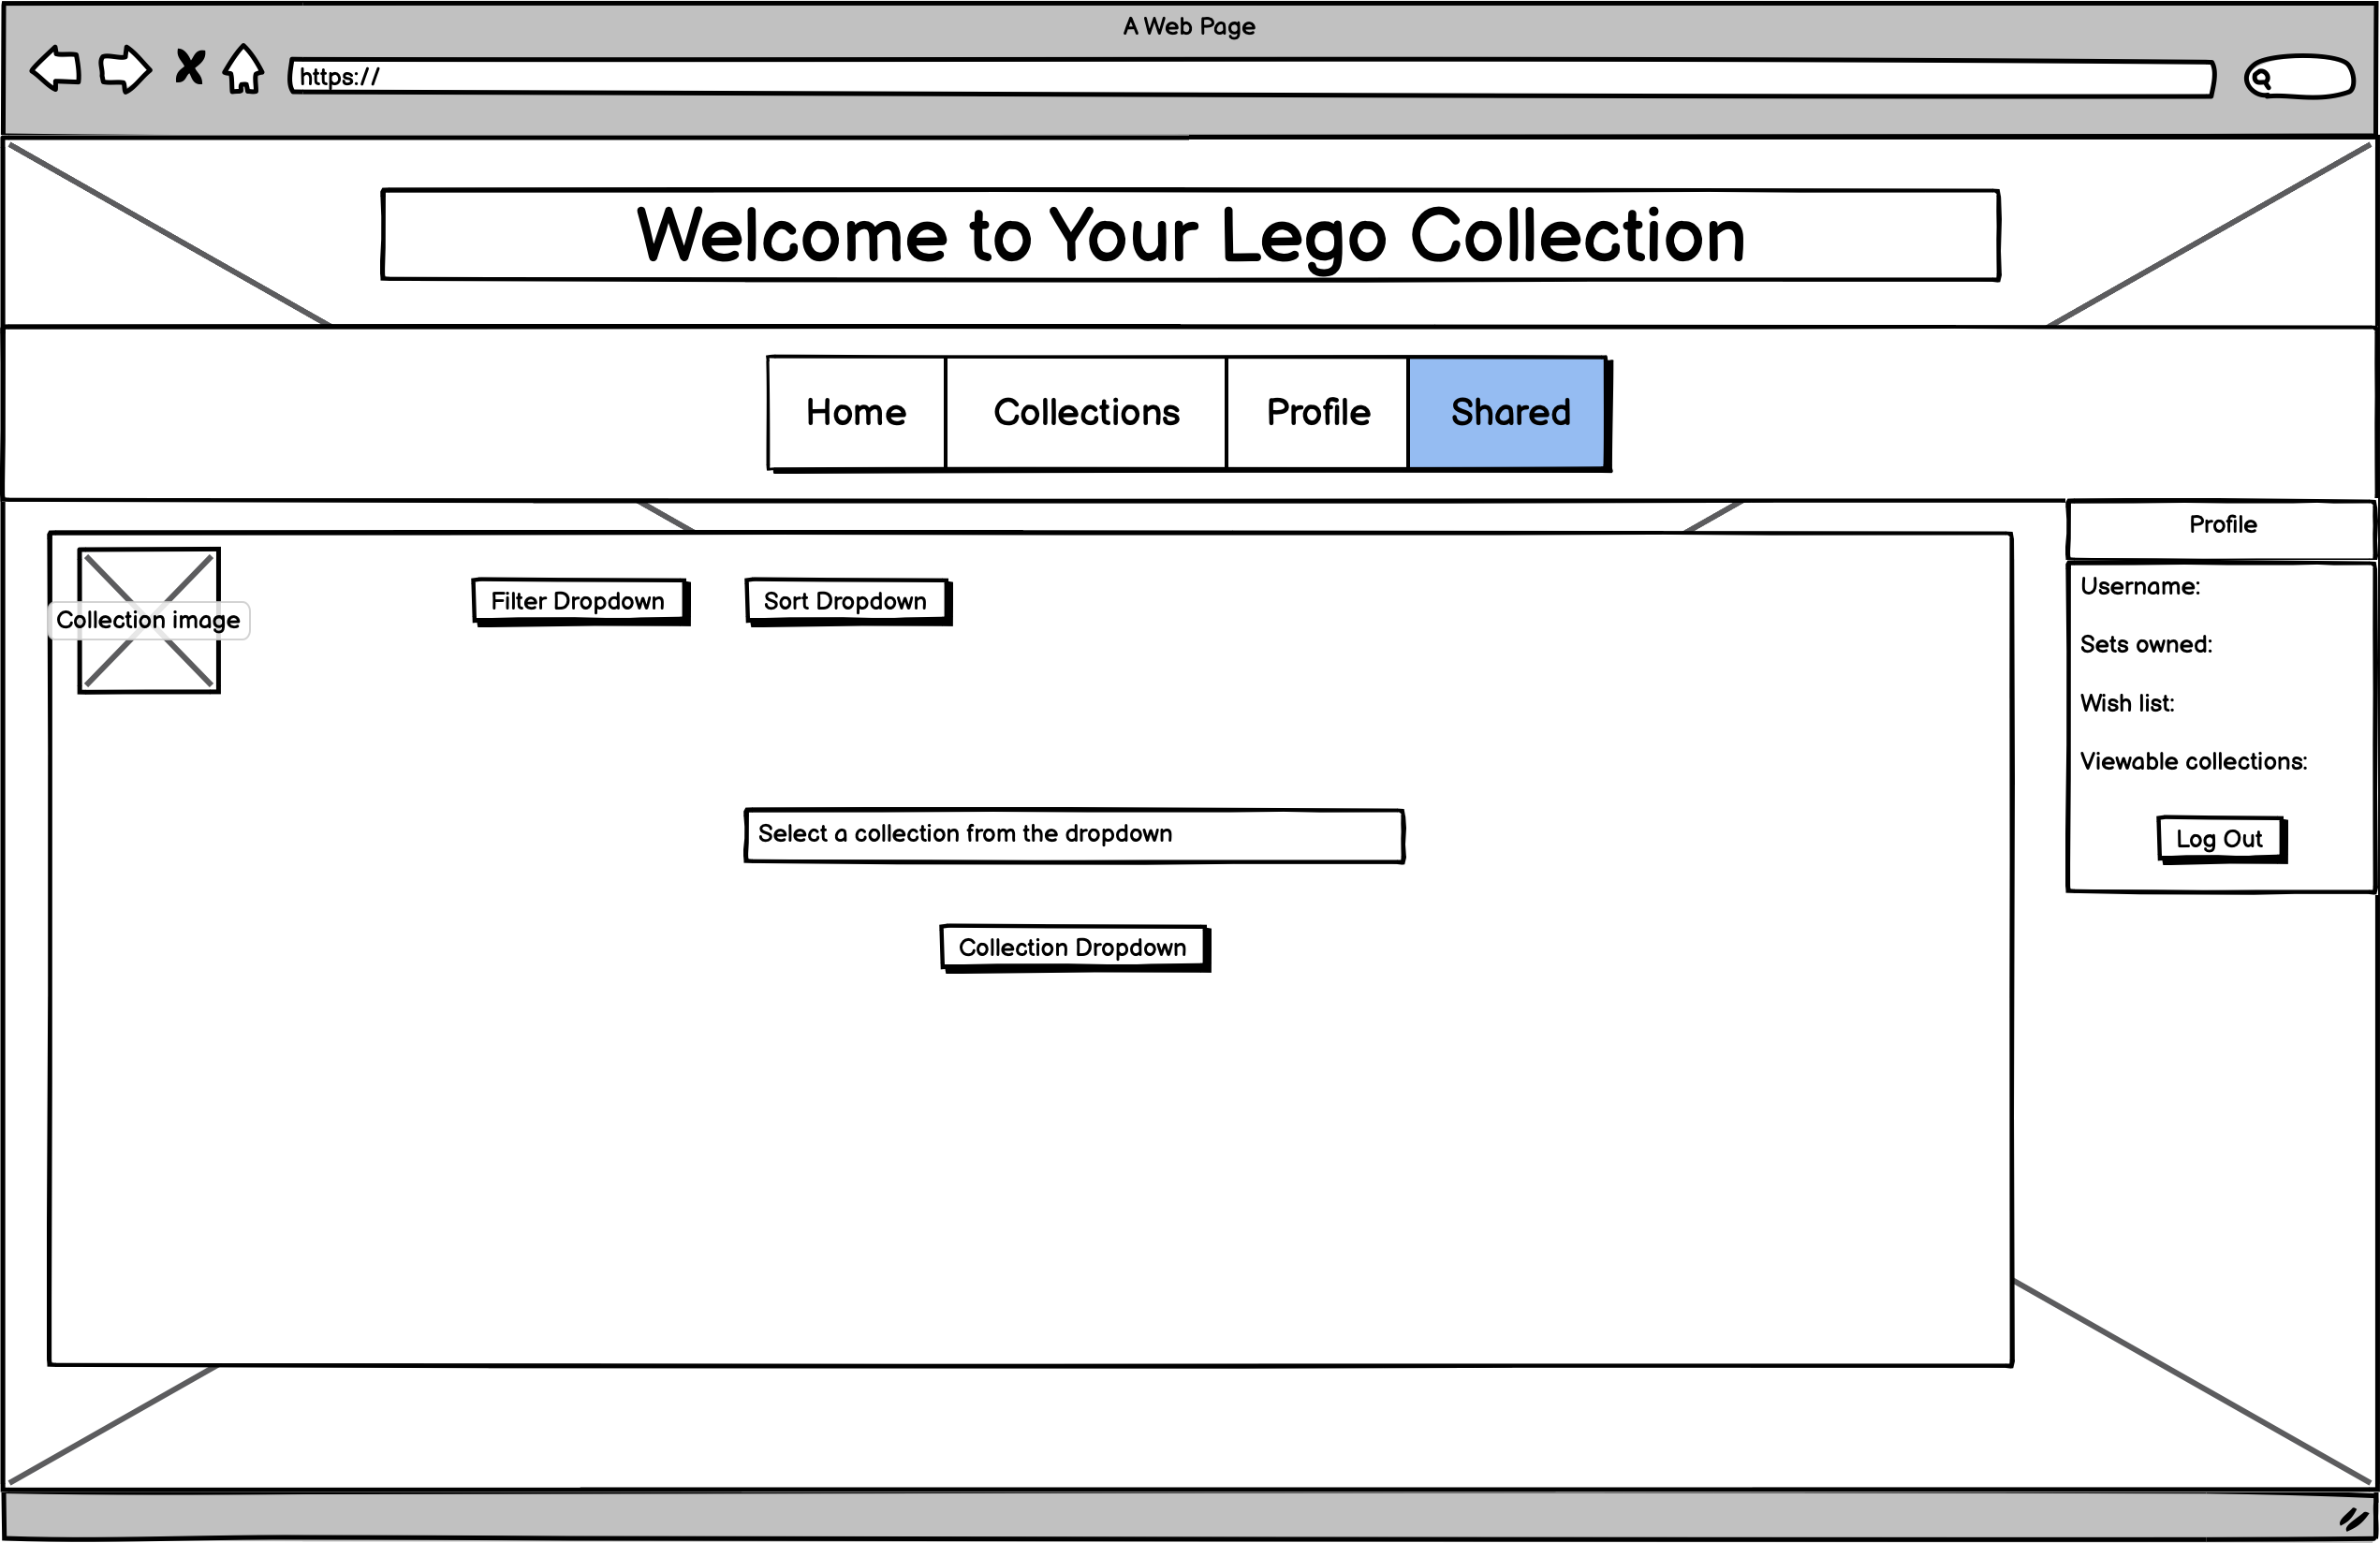 A Web Page
https://
Welcome to Your Lego Collection
Home
Collections
Profile
Shared
Profile
Collection image
Filter Dropdown
Sort Dropdown
Username:
Sets owned:
Wish list:
Viewable collections:
Log Out
Select a collection from the dropdown
Collection Dropdown